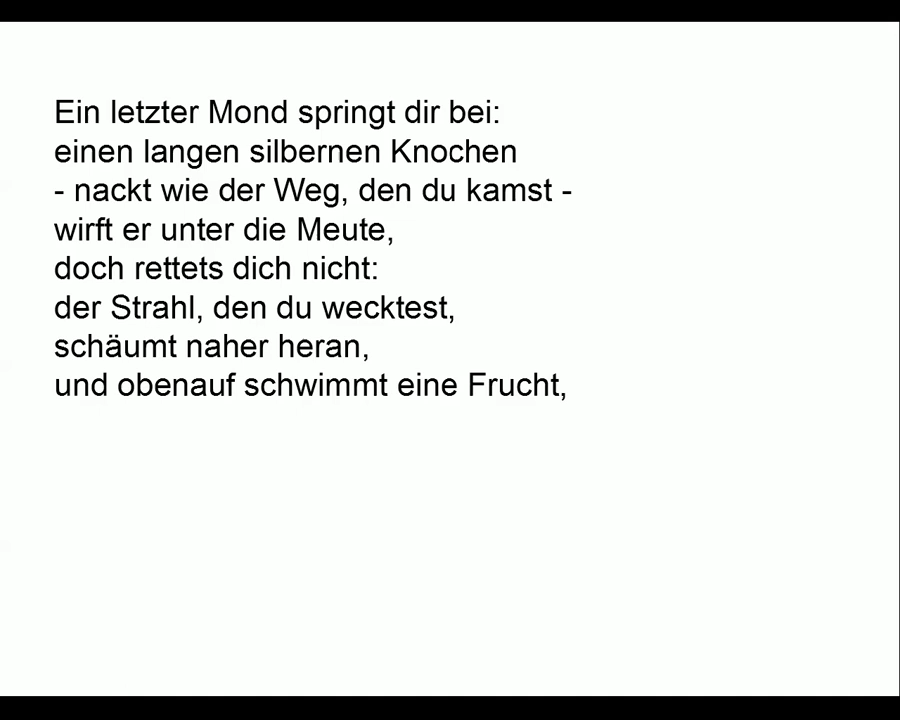 Ein letzter Mond springt dir bei:
einen langen silbernen Knochen
- nackt wie der Weg, den du kamst -
wirft er unter die Meute,
doch rettets dich nicht:
der Strahl, den du wecktest,
schäumt naher heran,
und obenauf schwimmt eine Frucht,